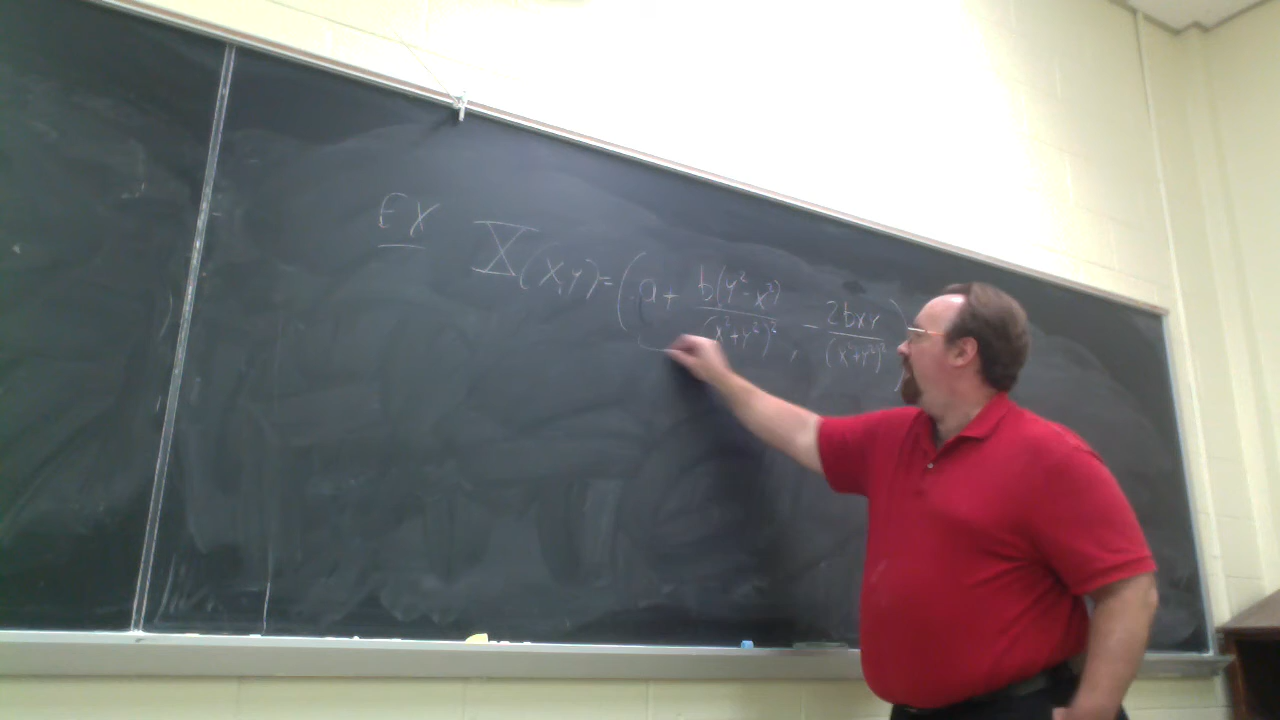 EX X(x,y)=(a+ b(y²-x²)/(x²+y²)², - 2bxy/(x²+y²)²)